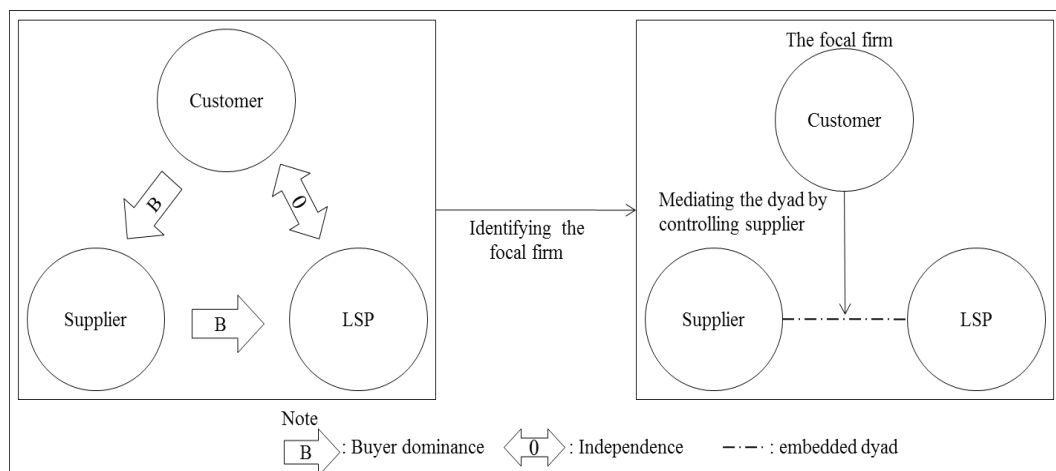 Customer
B
0
Supplier
B
LSP
Identifying the
focal firm
The focal firm
Customer
Mediating the dyad by
controlling supplier
Supplier
LSP
Note
B : Buyer dominance
0 : Independence
: embedded dyad